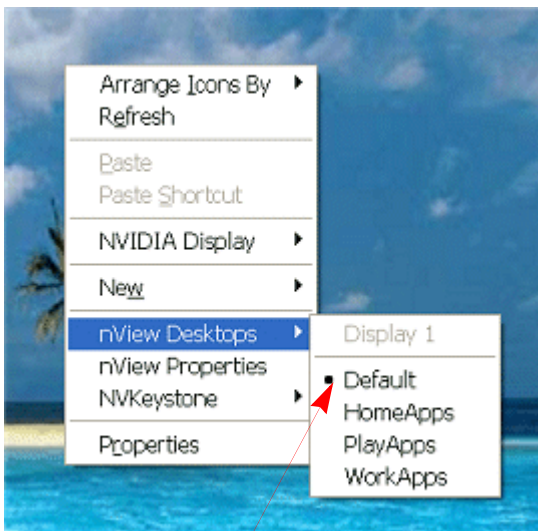 Arrange Icons By
Refresh
Paste
Paste Shortcut
NVIDIA Display
New
nView Desktops
nView Properties
NVKeystone
Properties
Display 1
Default
HomeApps
PlayApps
WorkApps